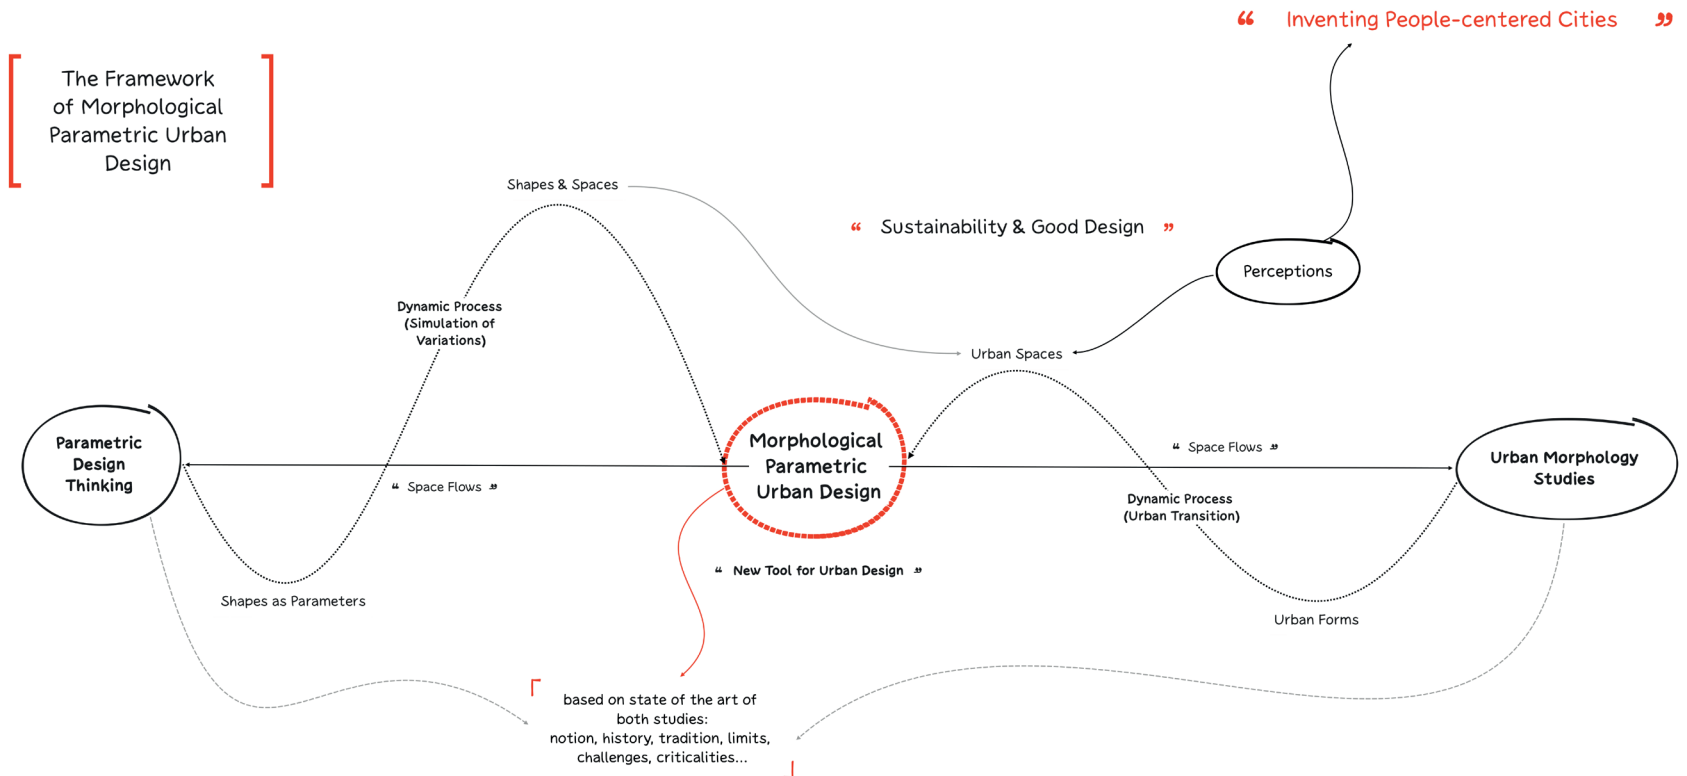 ❝ Inventing People-centered Cities ❞
The Framework
of Morphological
Parametric Urban
Design
Shapes & Spaces
❝ Sustainability & Good Design ❞
Perceptions
Dynamic Process
(Simulation of
Variations)
Urban Spaces
Parametric
Design
Thinking
Morphological
Parametric
Urban Design
❝ Space Flows ❞
Urban Morphology
Studies
❝ Space Flows ❞
Dynamic Process
(Urban Transition)
❝ New Tool for Urban Design ❞
Shapes as Parameters
Urban Forms
based on state of the art of
both studies:
notion, history, tradition, limits,
challenges, criticalities...